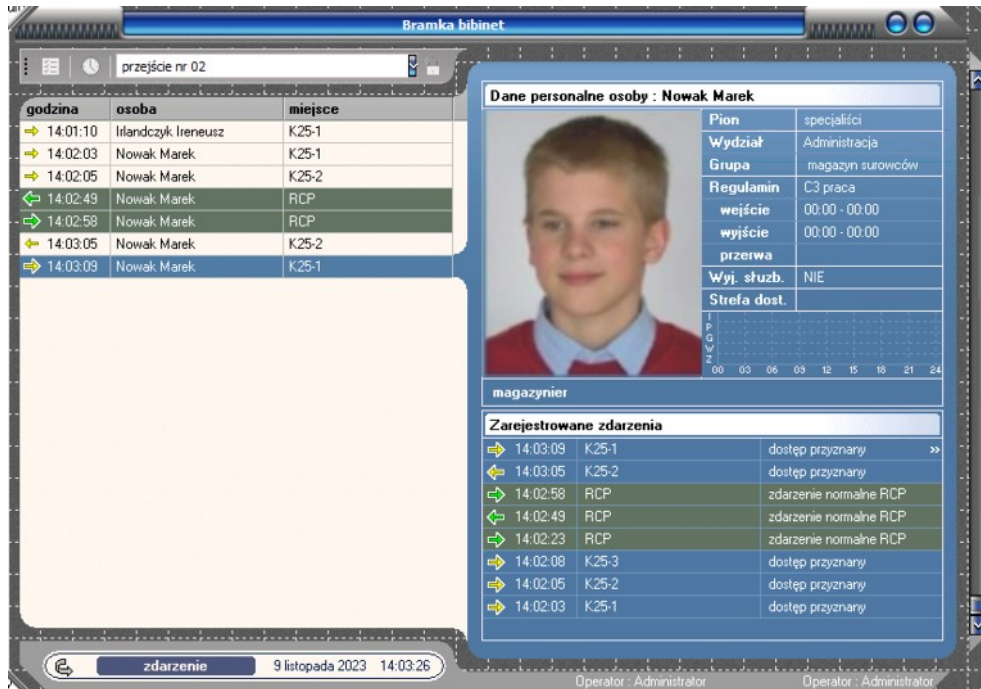 Bramka bibinet
przejście nr 02
godzina osoba miejsce
14:01:10 Irlandczyk Ireneusz K25-1
14:02:03 Nowak Marek K25-1
14:02:05 Nowak Marek K25-2
14:02:49 Nowak Marek RCP
14:02:58 Nowak Marek RCP
14:03:05 Nowak Marek K25-2
14:03:09 Nowak Marek K25-1
Dane personalne osoby : Nowak Marek
Pion specjaliści
Wydział Administracja
Grupa magazyn surowców
Regulamin C3 praca
wejście 00:00 - 00:00
wyjście 00:00 - 00:00
przerwa
Wyj. służb. NIE
Strefa dost.
I
P
G
W
Z
00 03 06 09 12 15 18 21 24
magazynier
Zarejestrowane zdarzenia
14:03:09 K25-1 dostęp przyznany »
14:03:05 K25-2 dostęp przyznany
14:02:58 RCP zdarzenie normalne RCP
14:02:49 RCP zdarzenie normalne RCP
14:02:23 RCP zdarzenie normalne RCP
14:02:08 K25-3 dostęp przyznany
14:02:05 K25-2 dostęp przyznany
14:02:03 K25-1 dostęp przyznany
zdarzenie 9 listopada 2023 14:03:26
Operator : Administrator Operator : Administrator